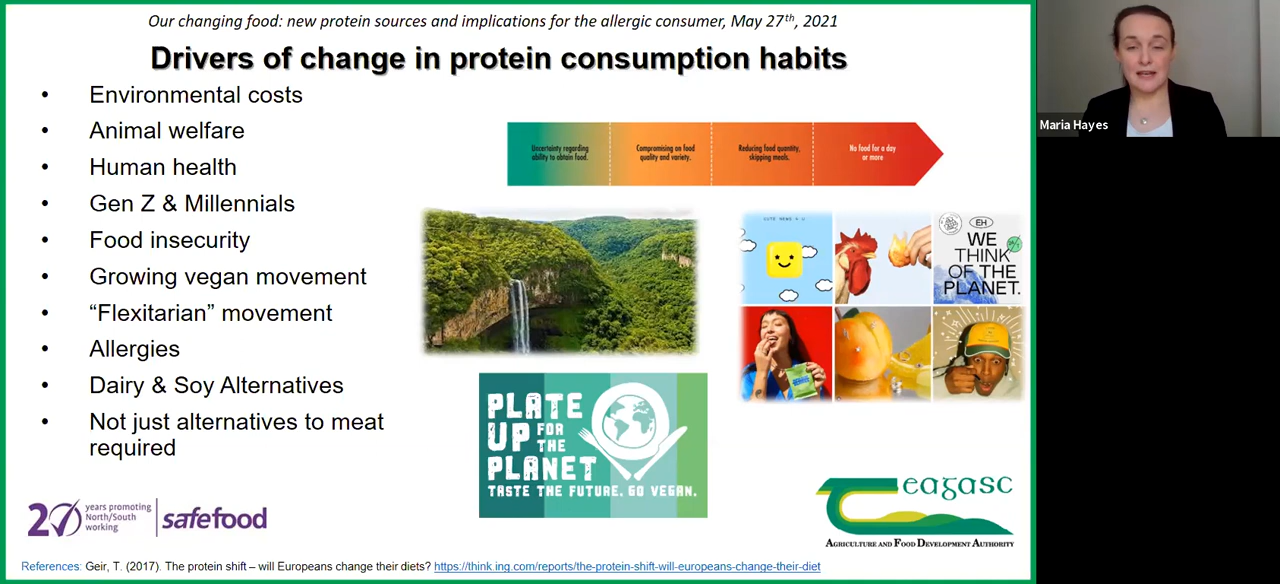 Our changing food: new protein sources and implications for the allergic consumer, May 27th, 2021
Drivers of change in protein consumption habits
• Environmental costs
• Animal welfare
• Human health
• Gen Z & Millennials
• Food insecurity
• Growing vegan movement
• “Flexitarian” movement
• Allergies
• Dairy & Soy Alternatives
• Not just alternatives to meat
required
Uncertainty regarding
ability to obtain food.
Compromising on food
quality and variety.
Reducing food quantity,
skipping meals.
No food for a day
or more
EH
WE
THINK
OF THE
PLANET.
PLATE
UP FOR
THE
PLANET
TASTE THE FUTURE. GO VEGAN.
20 years promoting
North/South
working
safefood
eagasc
AGRICULTURE AND FOOD DEVELOPMENT AUTHORITY
References: Geir, T. (2017). The protein shift – will Europeans change their diets? https://think.ing.com/reports/the-protein-shift-will-europeans-change-their-diet
Maria Hayes